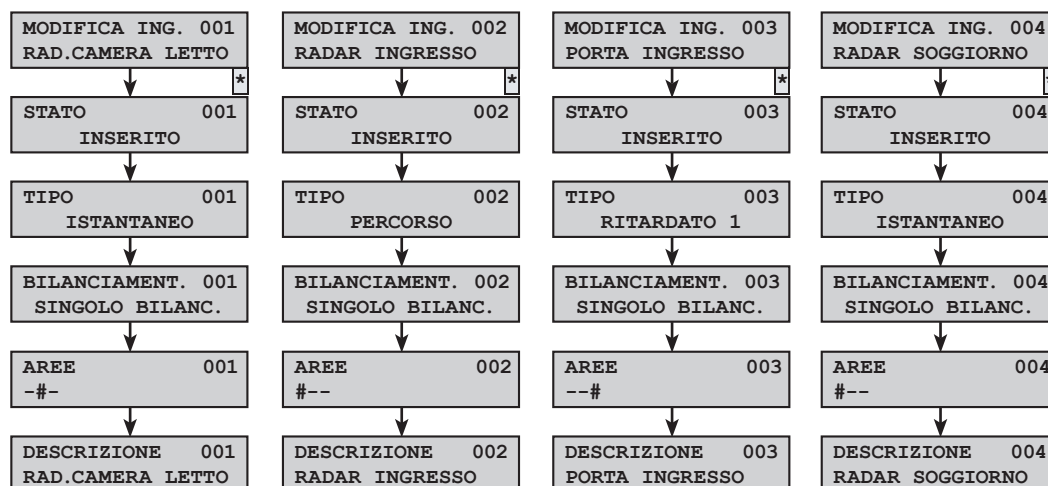 MODIFICA ING. 001
RAD.CAMERA LETTO
*
STATO 001
INSERITO
TIPO 001
ISTANTANEO
BILANCIAMENT. 001
SINGOLO BILANC.
AREE 001
-#-
DESCRIZIONE 001
RAD.CAMERA LETTO
MODIFICA ING. 002
RADAR INGRESSO
*
STATO 002
INSERITO
TIPO 002
PERCORSO
BILANCIAMENT. 002
SINGOLO BILANC.
AREE 002
#--
DESCRIZIONE 002
RADAR INGRESSO
MODIFICA ING. 003
PORTA INGRESSO
*
STATO 003
INSERITO
TIPO 003
RITARDATO 1
BILANCIAMENT. 003
SINGOLO BILANC.
AREE 003
--#
DESCRIZIONE 003
PORTA INGRESSO
MODIFICA ING. 004
RADAR SOGGIORNO
STATO 004
INSERITO
TIPO 004
ISTANTANEO
BILANCIAMENT. 004
SINGOLO BILANC.
AREE 004
#--
DESCRIZIONE 004
RADAR SOGGIORNO